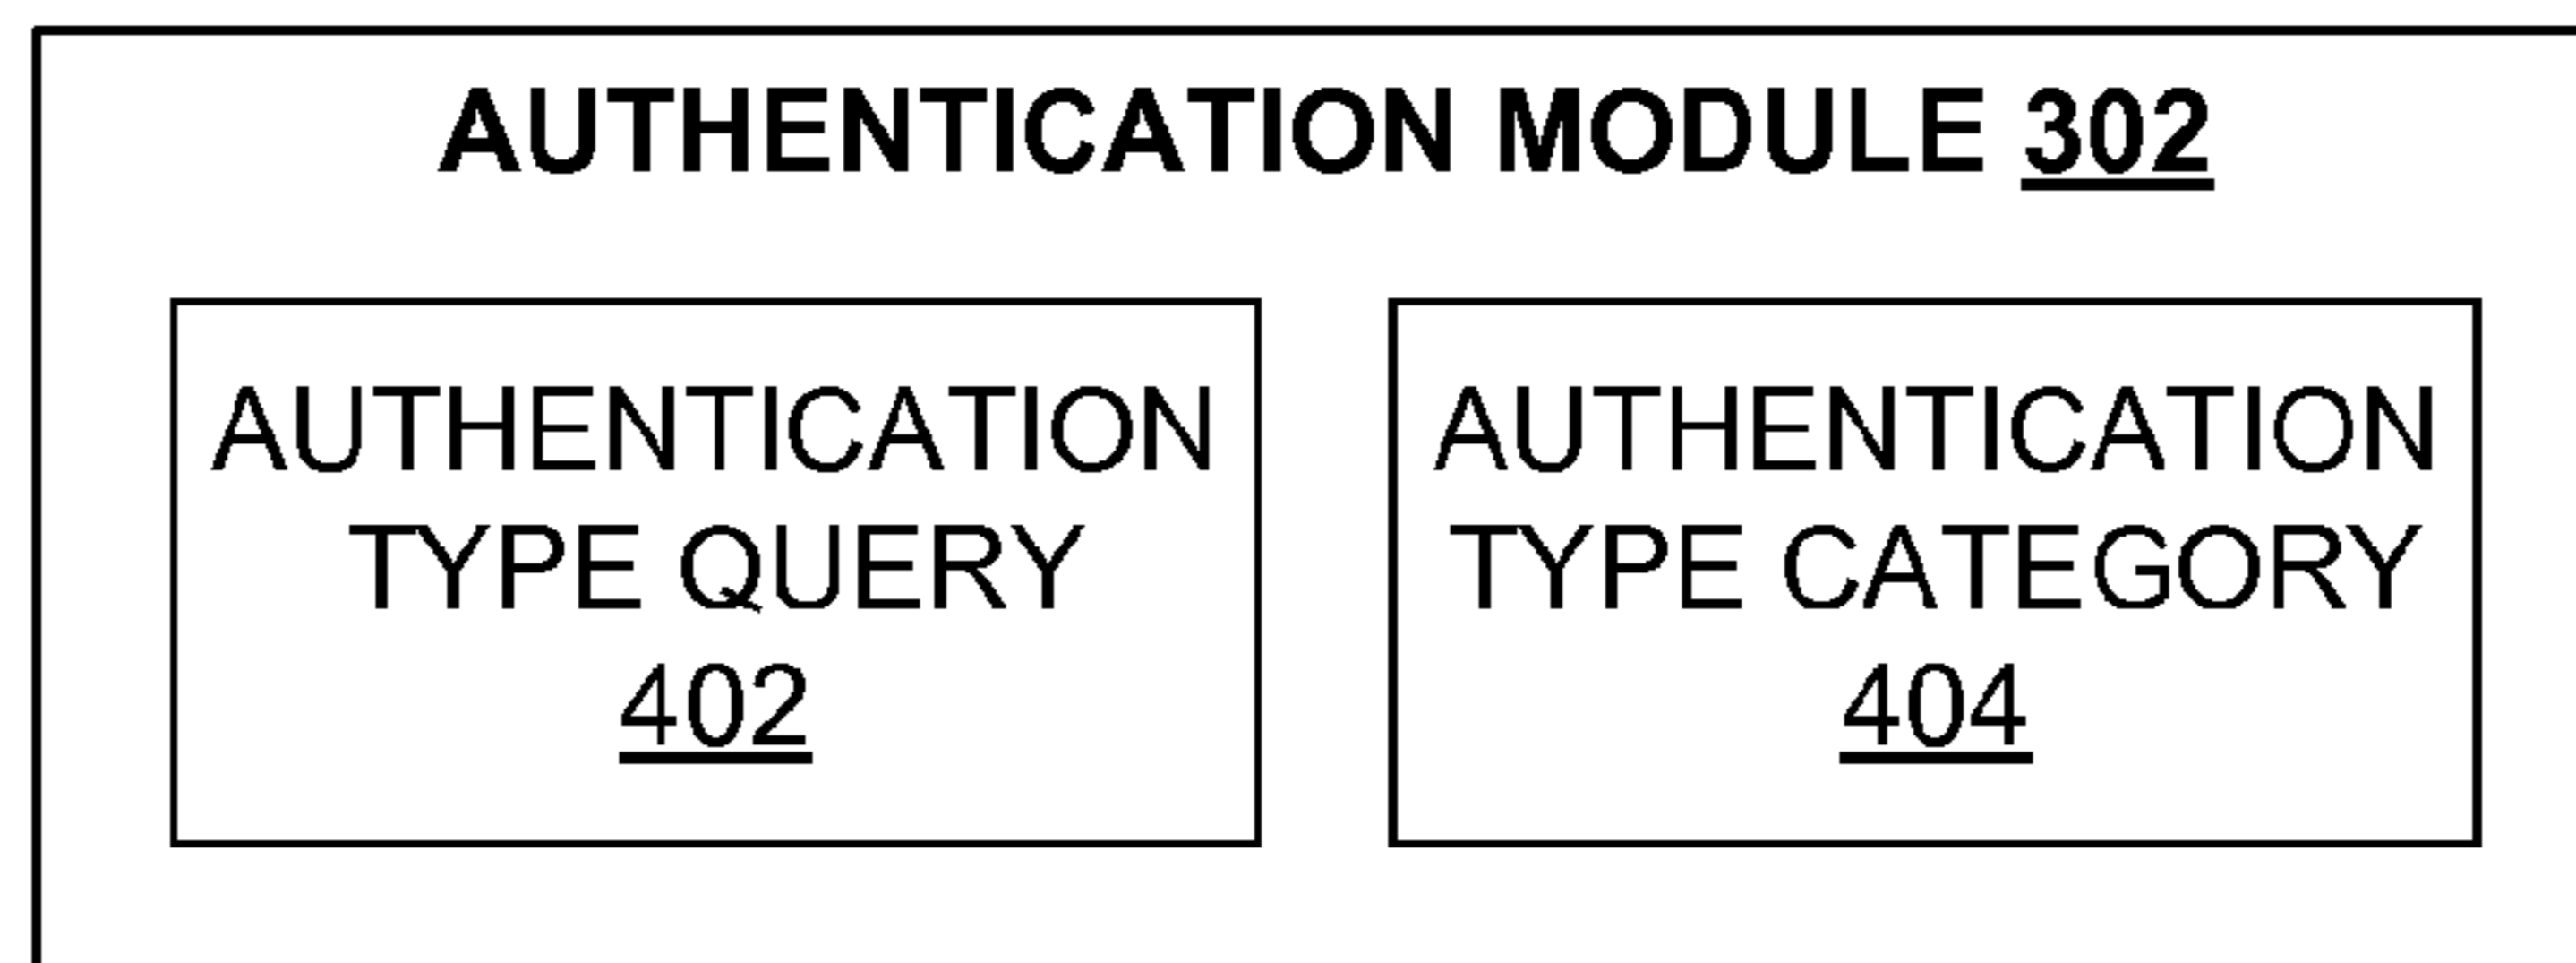 AUTHENTICATION MODULE 302
AUTHENTICATION
TYPE QUERY
402
AUTHENTICATION
TYPE CATEGORY
404